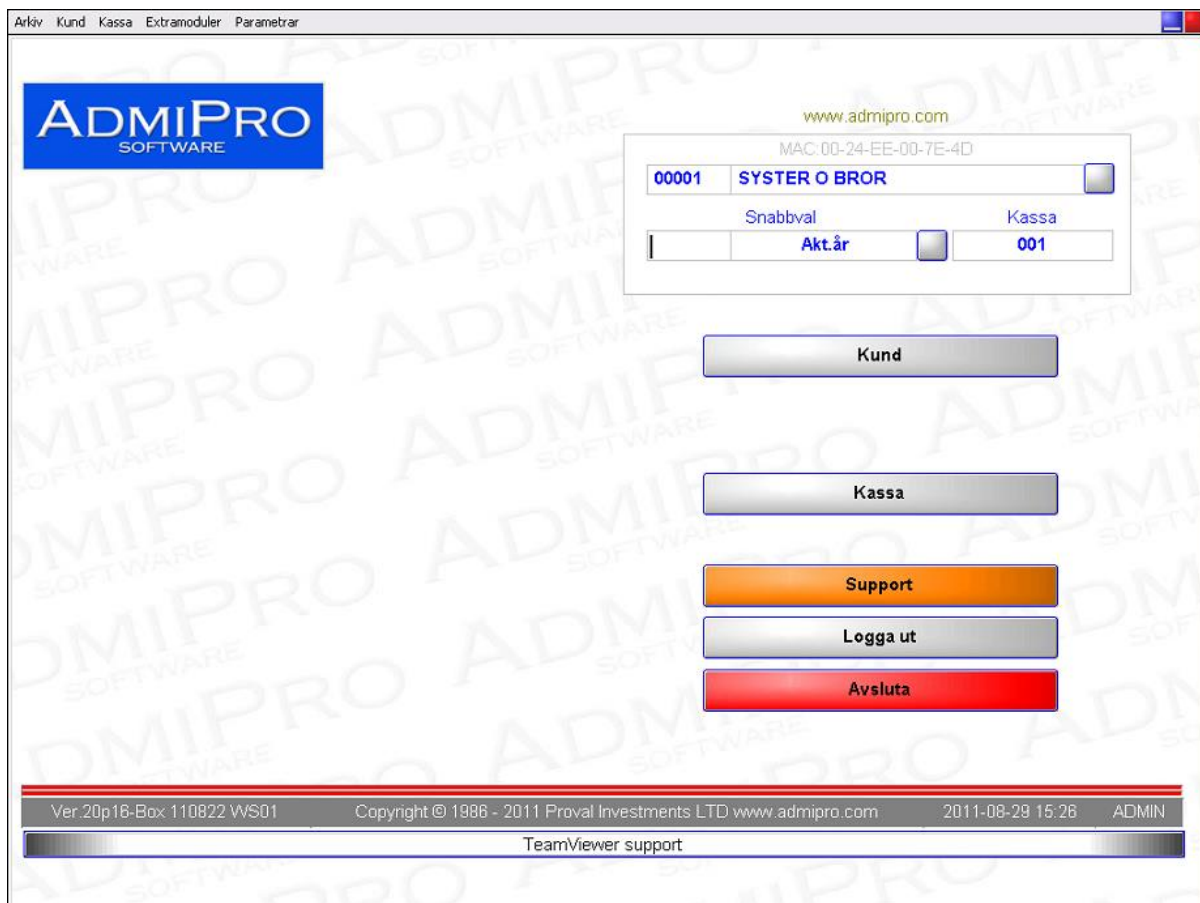 Arkiv Kund Kassa Extramoduler Parametrar
ADMIPRO
SOFTWARE
www.admipro.com
MAC:00-24-EE-00-7E-4D
00001 SYSTER O BROR
Snabbval Kassa
Akt.år 001
Kund
Kassa
Support
Logga ut
Avsluta
Ver.20p16-Box 110822 WS01 Copyright © 1986 - 2011 Proval Investments LTD www.admipro.com 2011-08-29 15:26 ADMIN
TeamViewer support